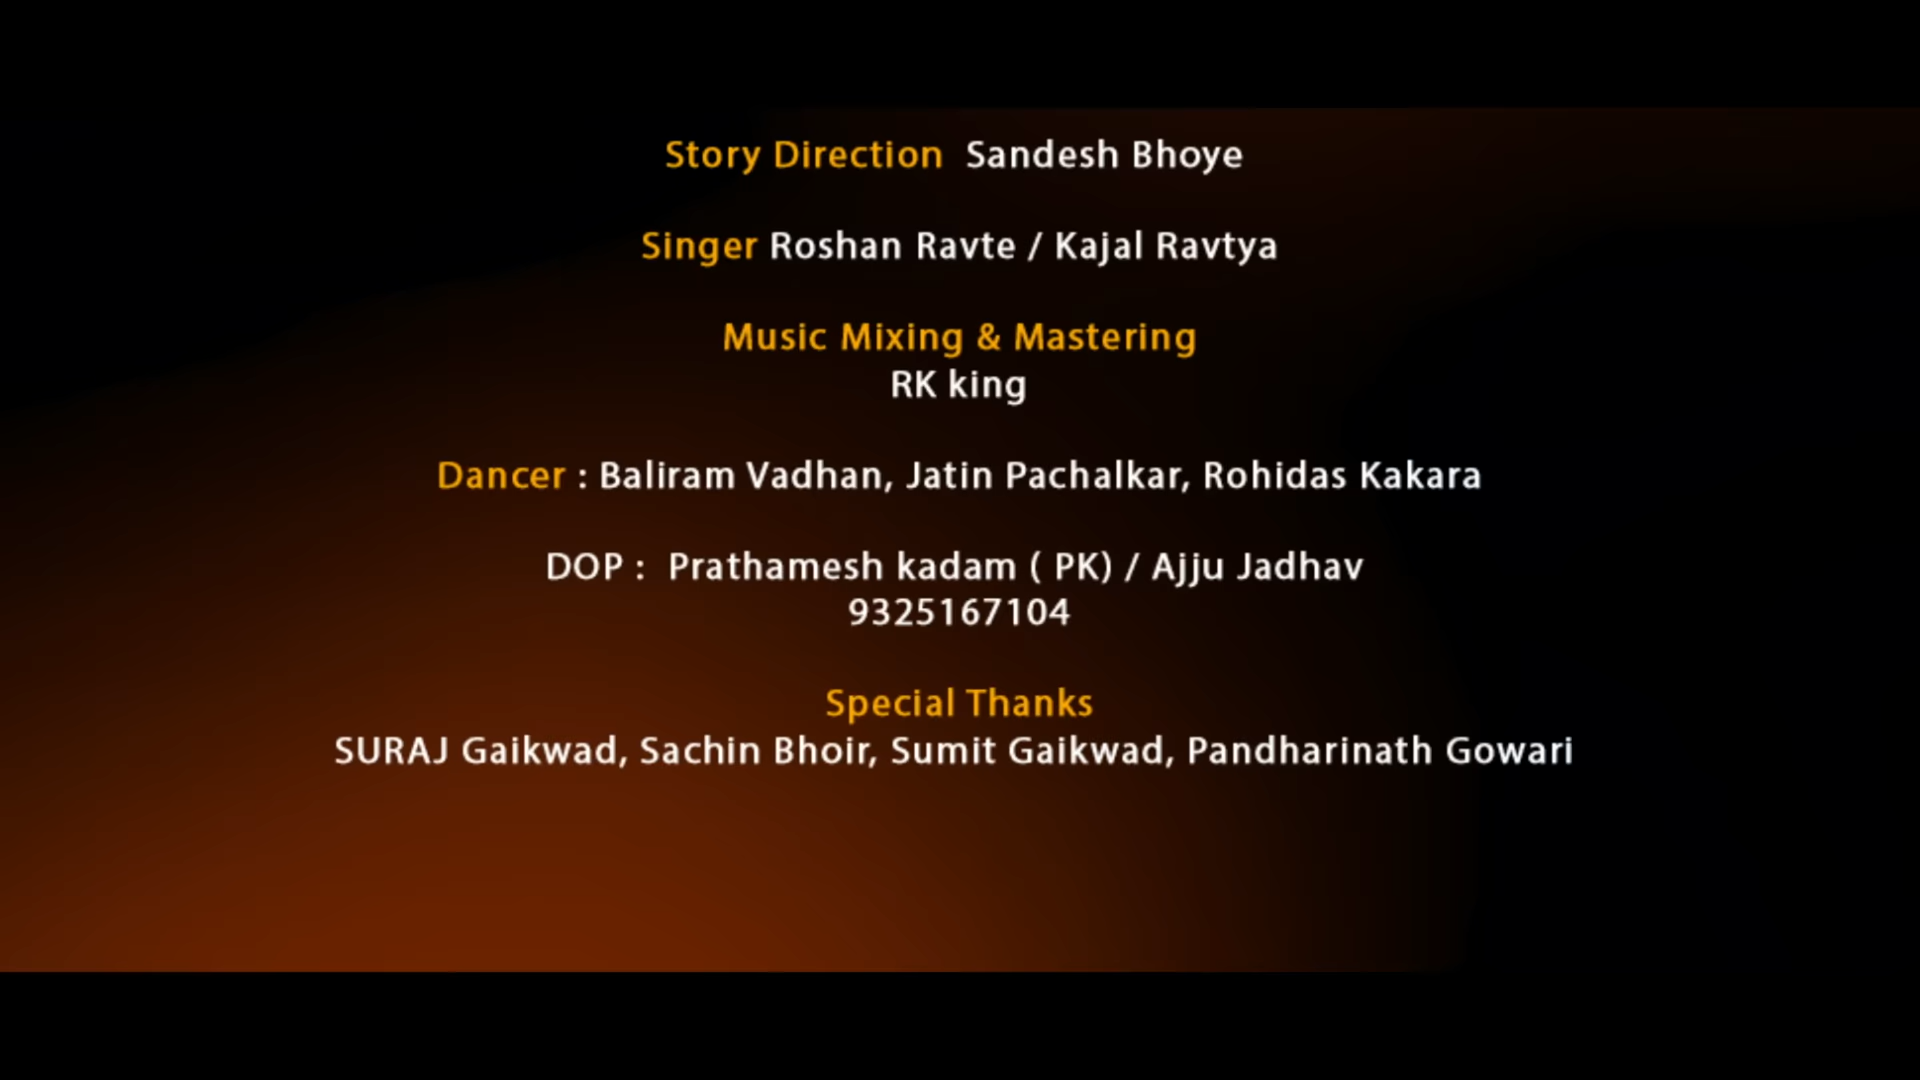 Story Direction  Sandesh Bhoye
Singer Roshan Ravte / Kajal Ravtya
Music Mixing & Mastering
RK king
Dancer : Baliram Vadhan, Jatin Pachalkar, Rohidas Kakara
DOP :  Prathamesh kadam ( PK) / Ajju Jadhav
9325167104
Special Thanks
SURAJ Gaikwad, Sachin Bhoir, Sumit Gaikwad, Pandharinath Gowari